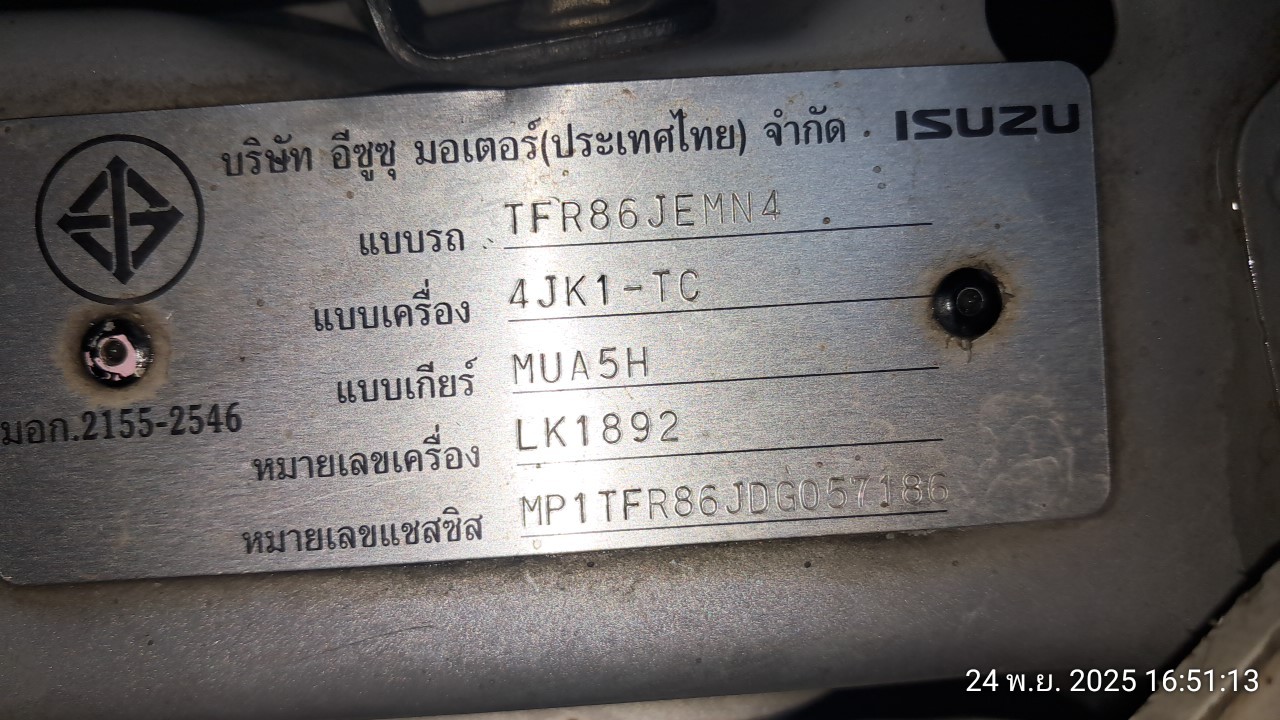 บริษัท อีซูซุ มอเตอร์(ประเทศไทย) จำกัด ISUZU
แบบรถ TFR86JEMN4
แบบเครื่อง 4JK1-TC
แบบเกียร์ MUA5H
มอก.2155-2546
หมายเลขเครื่อง LK1892
หมายเลขแชสซิส MP1TFR86JDG057186
24 พ.ย. 2025 16:51:13